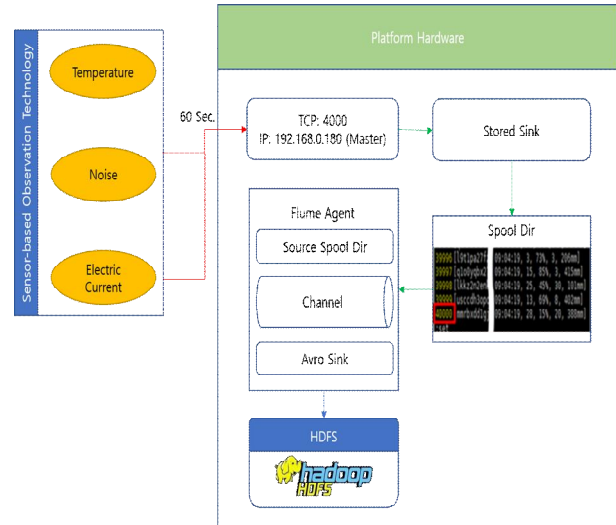 Sensor-based Observation Technology
Temperature
Noise
Electric
Current
60 Sec.
Platform Hardware
TCP: 4000
IP: 192.168.0.180 (Master)
Stored Sink
Flume Agent
Source Spool Dir
Channel
Avro Sink
Spool Dir
39996 09:04:19, 3, 73%, 3, 206mm]
39997 09:04:19, 15, 85%, 3, 415mm]
39998 09:04:19, 25, 45%, 30, 101mm]
39999 09:04:19, 13, 69%, 8, 402mm]
40000 09:04:19, 28, 15%, 20, 388mm]
:set
HDFS
hadoop
HDFS